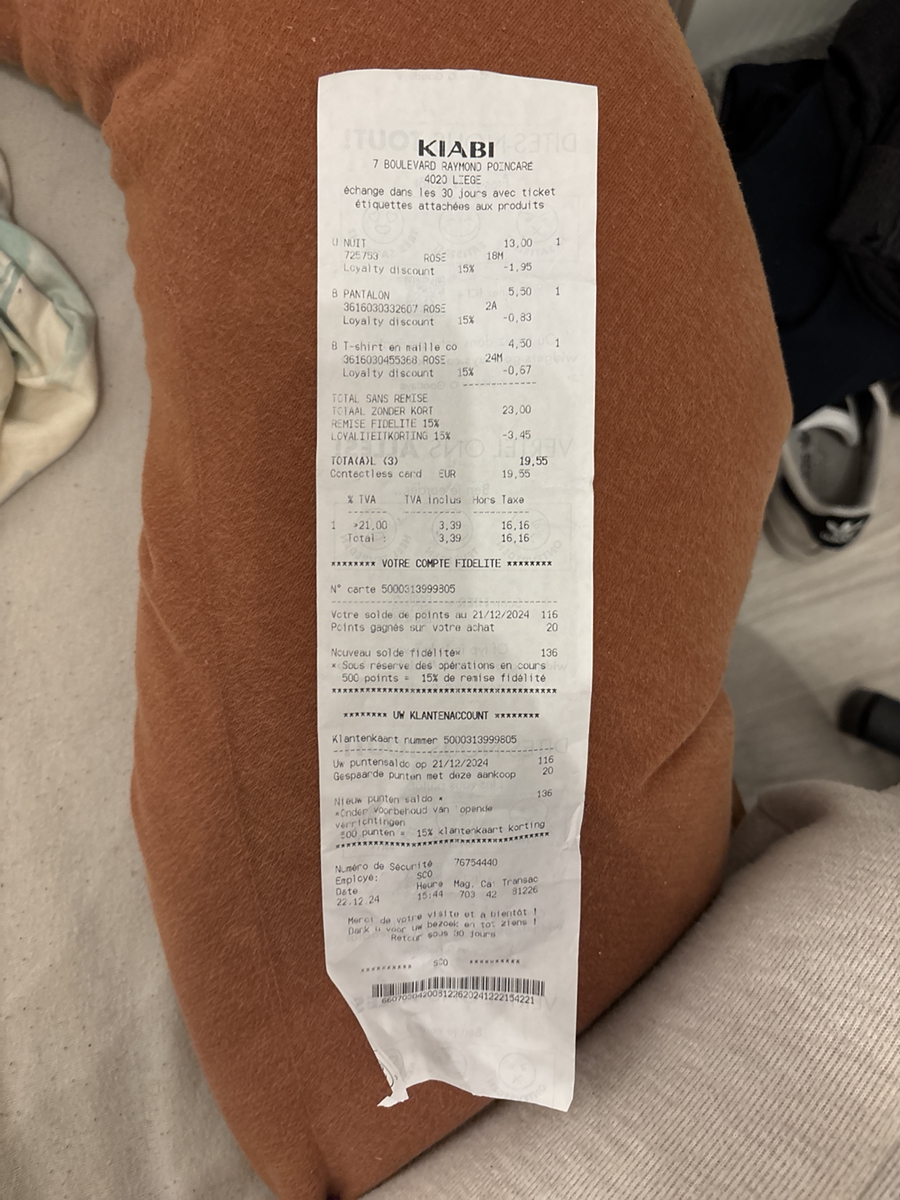 KIABI
7 BOULEVARD RAYMOND POINCARE
4020 LIEGE
échange dans les 30 jours avec ticket
étiquettes attachées aux produits
U NUIT 13,00 1
725753 ROSE 18M
Loyalty discount 15% -1,95
B PANTALON 5,50 1
3616030332607 ROSE 2A
Loyalty discount 15% -0,83
B T-shirt en maille co 4,50 1
3616030455368 ROSE 24M
Loyalty discount 15% -0,67
------------
TOTAL SANS REMISE
TOTAAL ZONDER KORT 23,00
REMISE FIDELITE 15%
LOYALITEITKORTING 15% -3,45
TOTA(A)L (3) 19,55
Contactless card EUR 19,55
% TVA TVA inclus Hors Taxe
1 >21,00 3,39 16,16
Total : 3,39 16,16
******** VOTRE COMPTE FIDELITE ********
N° carte 5000313999805
Votre solde de points au 21/12/2024 116
Points gagnés sur votre achat 20
Nouveau solde fidélité* 136
* Sous réserve des opérations en cours
500 points = 15% de remise fidélité
******** UW KLANTENACCOUNT ********
Klantenkaart nummer 5000313999805
Uw puntensaldo op 21/12/2024 116
Gespaarde punten met deze aankoop 20
Nieuw punten saldo * 136
*Onder voorbehoud van lopende
verrichtingen
500 punten = 15% klantenkaart korting
Numéro de Sécurité 76754440
Employé: SCO
Date Heure Mag. Ca: Transac
22.12.24 15:44 703 42 81226
Merci de votre visite et a bientôt !
Dank u voor uw bezoek en tot ziens !
Retour sous 30 jours
********** SCO **********